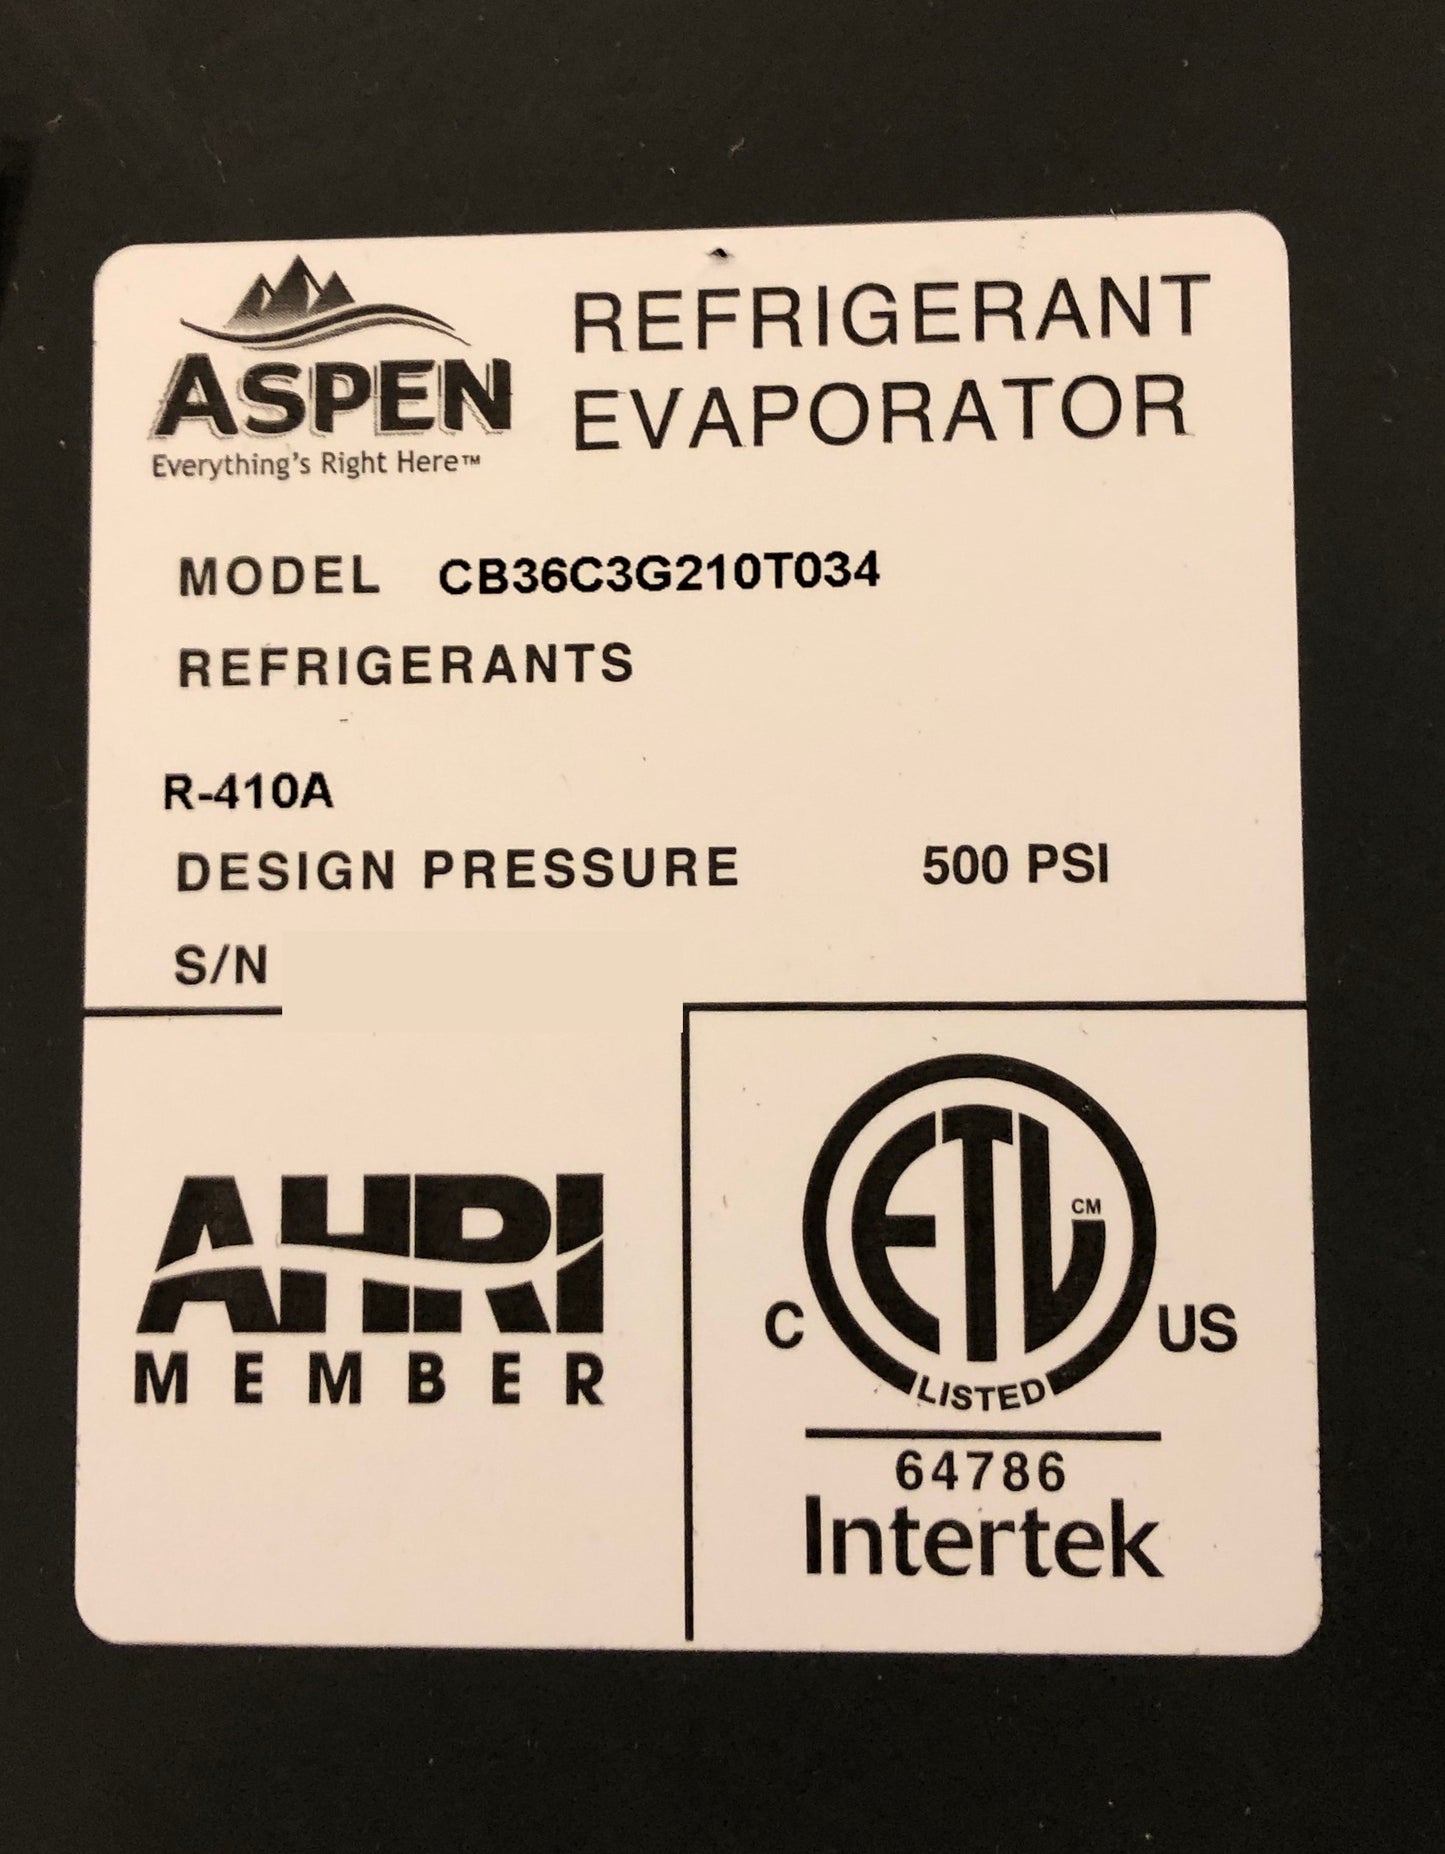 ASPEN
Everything's Right Here™
REFRIGERANT
EVAPORATOR
MODEL CB36C3G210T034
REFRIGERANTS
R-410A
DESIGN PRESSURE 500 PSI
S/N
AHRI
MEMBER
C ETL CM US
LISTED
64786
Intertek